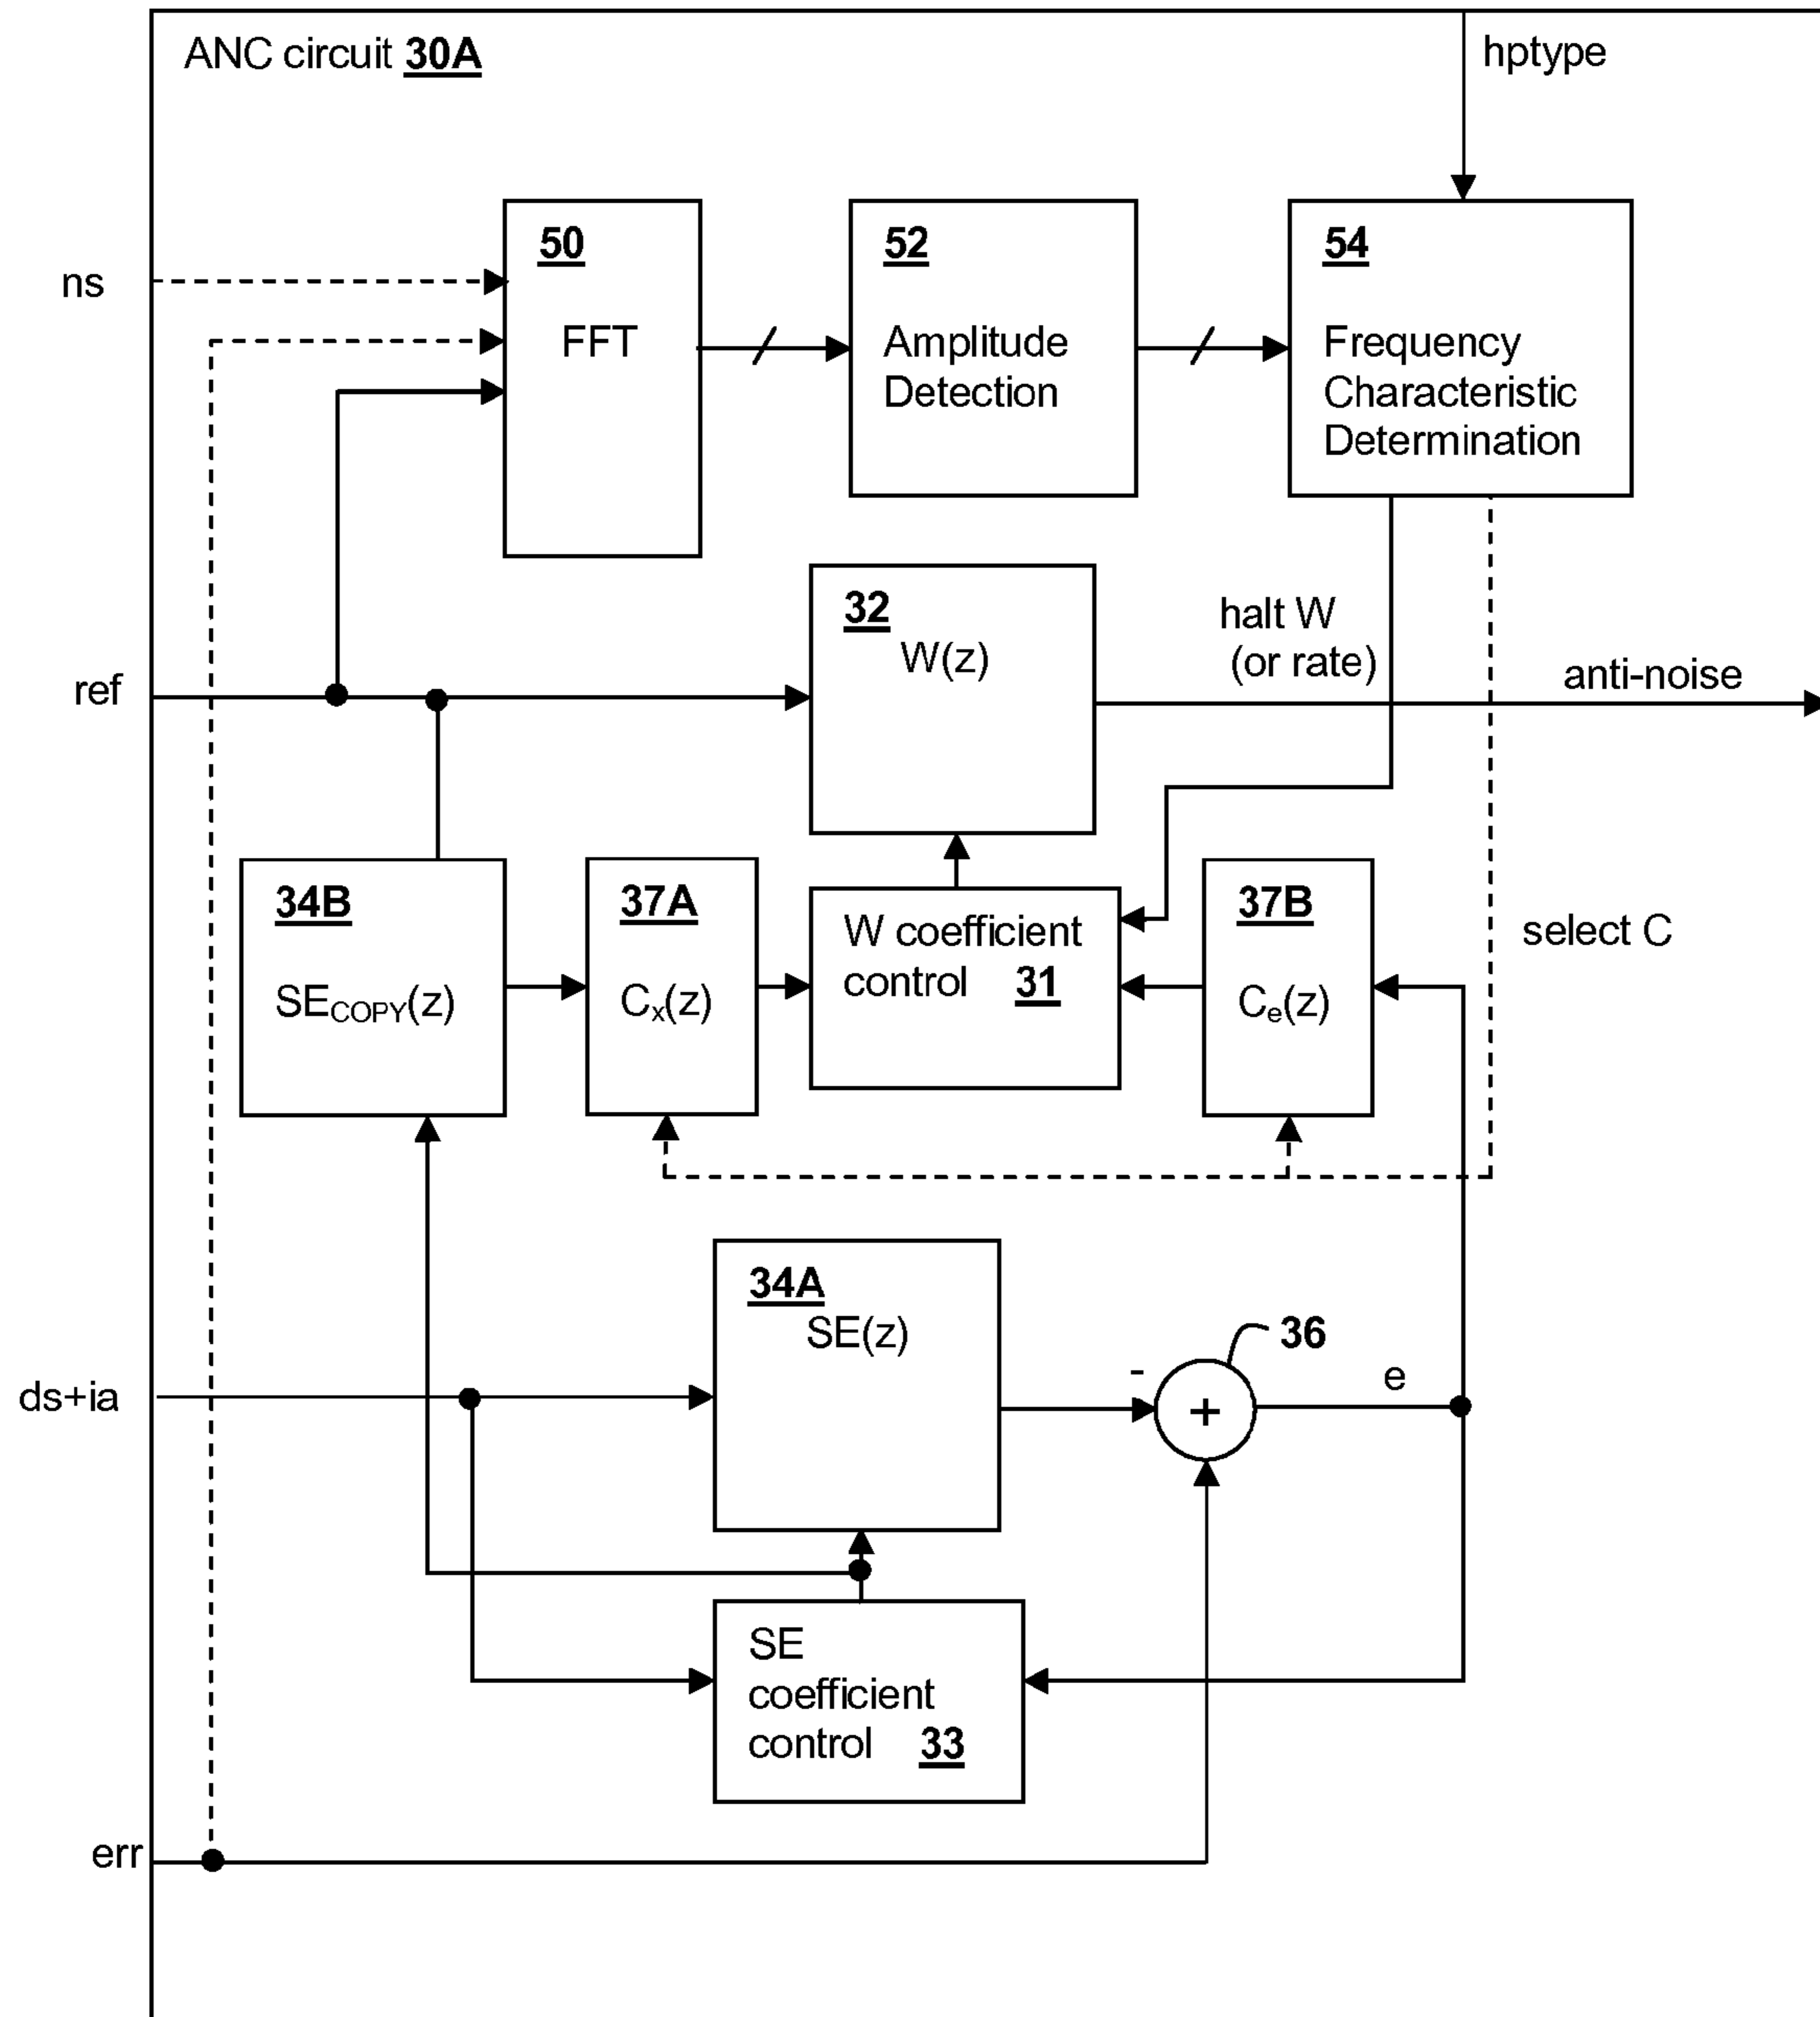 ANC circuit 30A
hptype
ns
50
FFT
52
Amplitude
Detection
54
Frequency
Characteristic
Determination
ref
32
W(z)
halt W
(or rate)
anti-noise
34B
SECOPY(z)
37A
Cx(z)
W coefficient
control 31
37B
Ce(z)
select C
ds+ia
34A
SE(z)
-
+
36
e
SE
coefficient
control 33
err